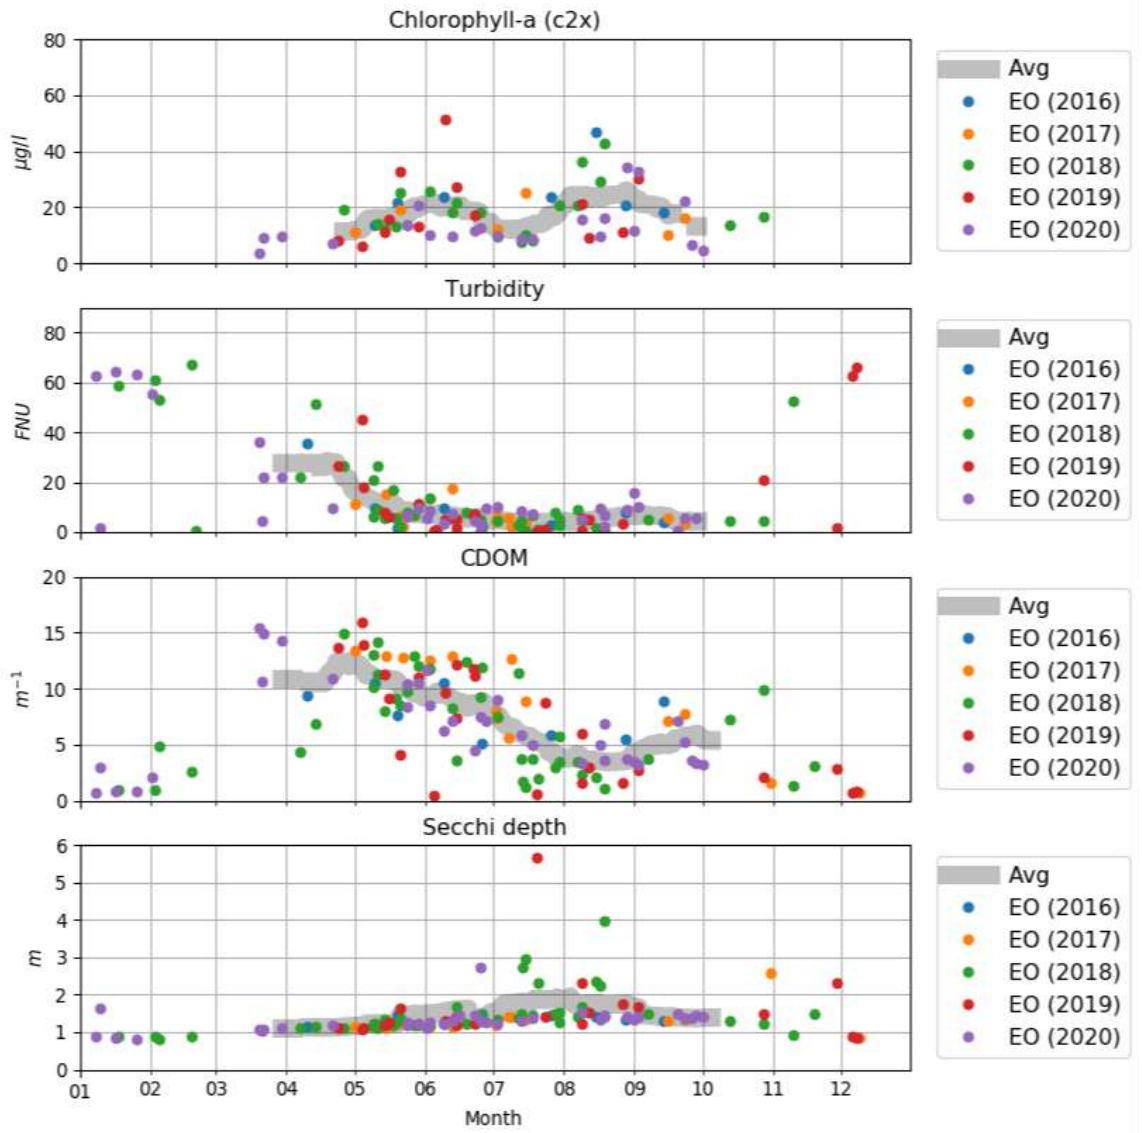 Chlorophyll-a (c2x)
80
60
40
20
0
µg/l
Avg
EO (2016)
EO (2017)
EO (2018)
EO (2019)
EO (2020)
Turbidity
80
60
40
20
0
FNU
Avg
EO (2016)
EO (2017)
EO (2018)
EO (2019)
EO (2020)
CDOM
20
15
10
5
0
m⁻¹
Avg
EO (2016)
EO (2017)
EO (2018)
EO (2019)
EO (2020)
Secchi depth
6
5
4
3
2
1
0
m
Avg
EO (2016)
EO (2017)
EO (2018)
EO (2019)
EO (2020)
01 02 03 04 05 06 07 08 09 10 11 12
Month